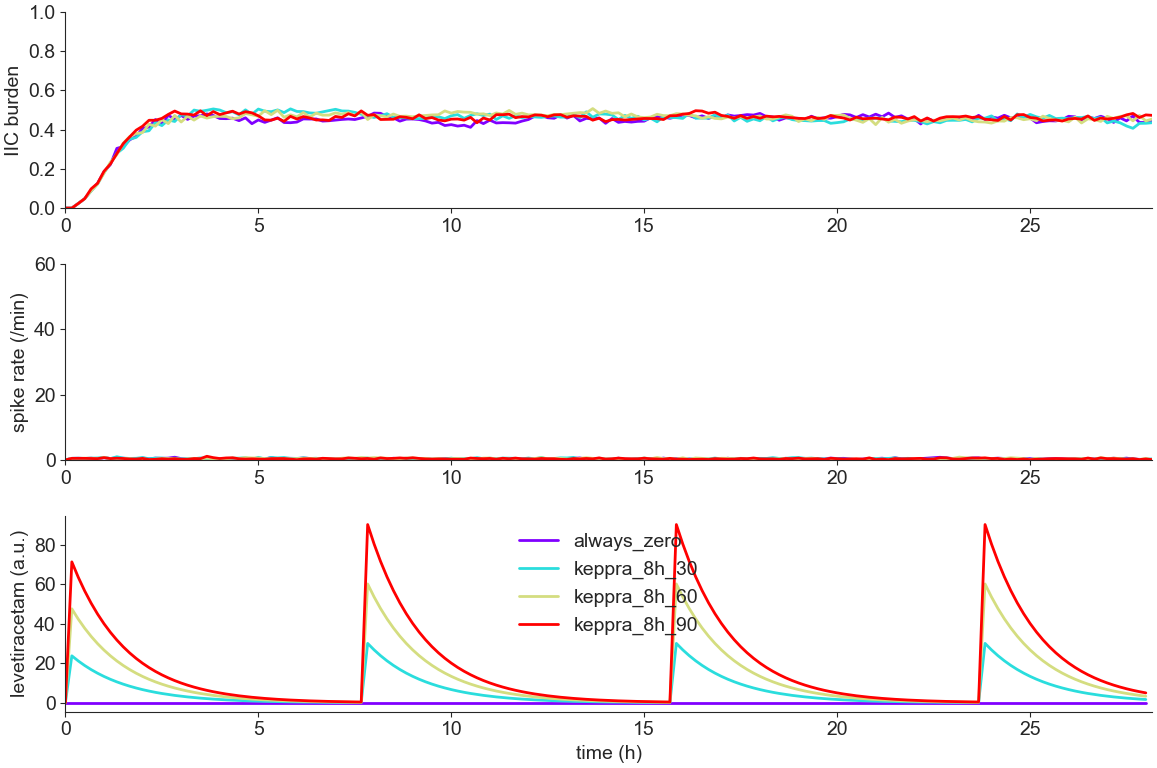 IIC burden
1.0
0.8
0.6
0.4
0.2
0.0
0 5 10 15 20 25
spike rate (/min)
60
40
20
0
0 5 10 15 20 25
levetiracetam (a.u.)
80
60
40
20
0
always_zero
keppra_8h_30
keppra_8h_60
keppra_8h_90
0 5 10 15 20 25
time (h)